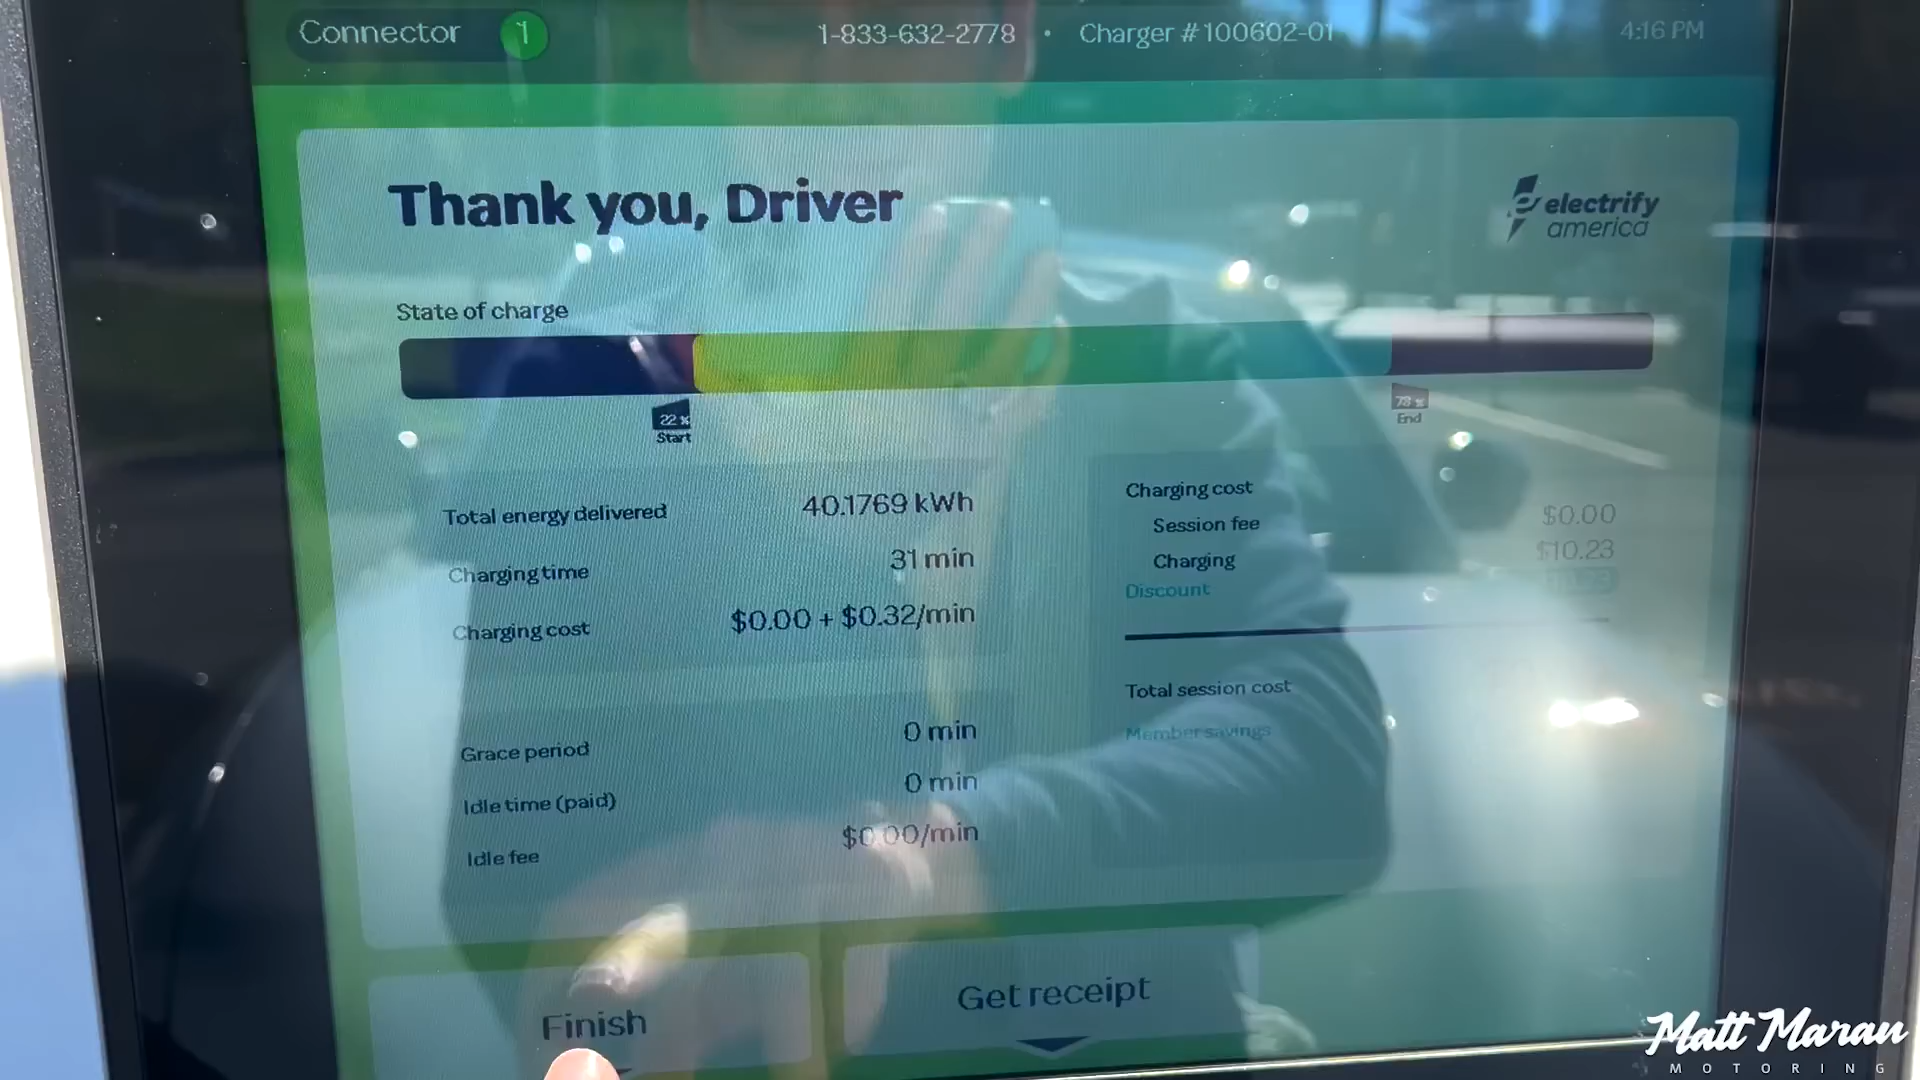 Connector 1
1-833-632-2778 • Charger #100602-01
4:16 PM
Thank you, Driver
electrify
america
State of charge
22 %
Start
73 %
End
Total energy delivered 40.1769 kWh
Charging time 31 min
Charging cost $0.00 + $0.32/min
Grace period 0 min
Idle time (paid) 0 min
Idle fee $0.00/min
Charging cost
Session fee $0.00
Charging $10.23
Discount
Total session cost
Member savings
Finish
Get receipt
Matt Maran
MOTORING